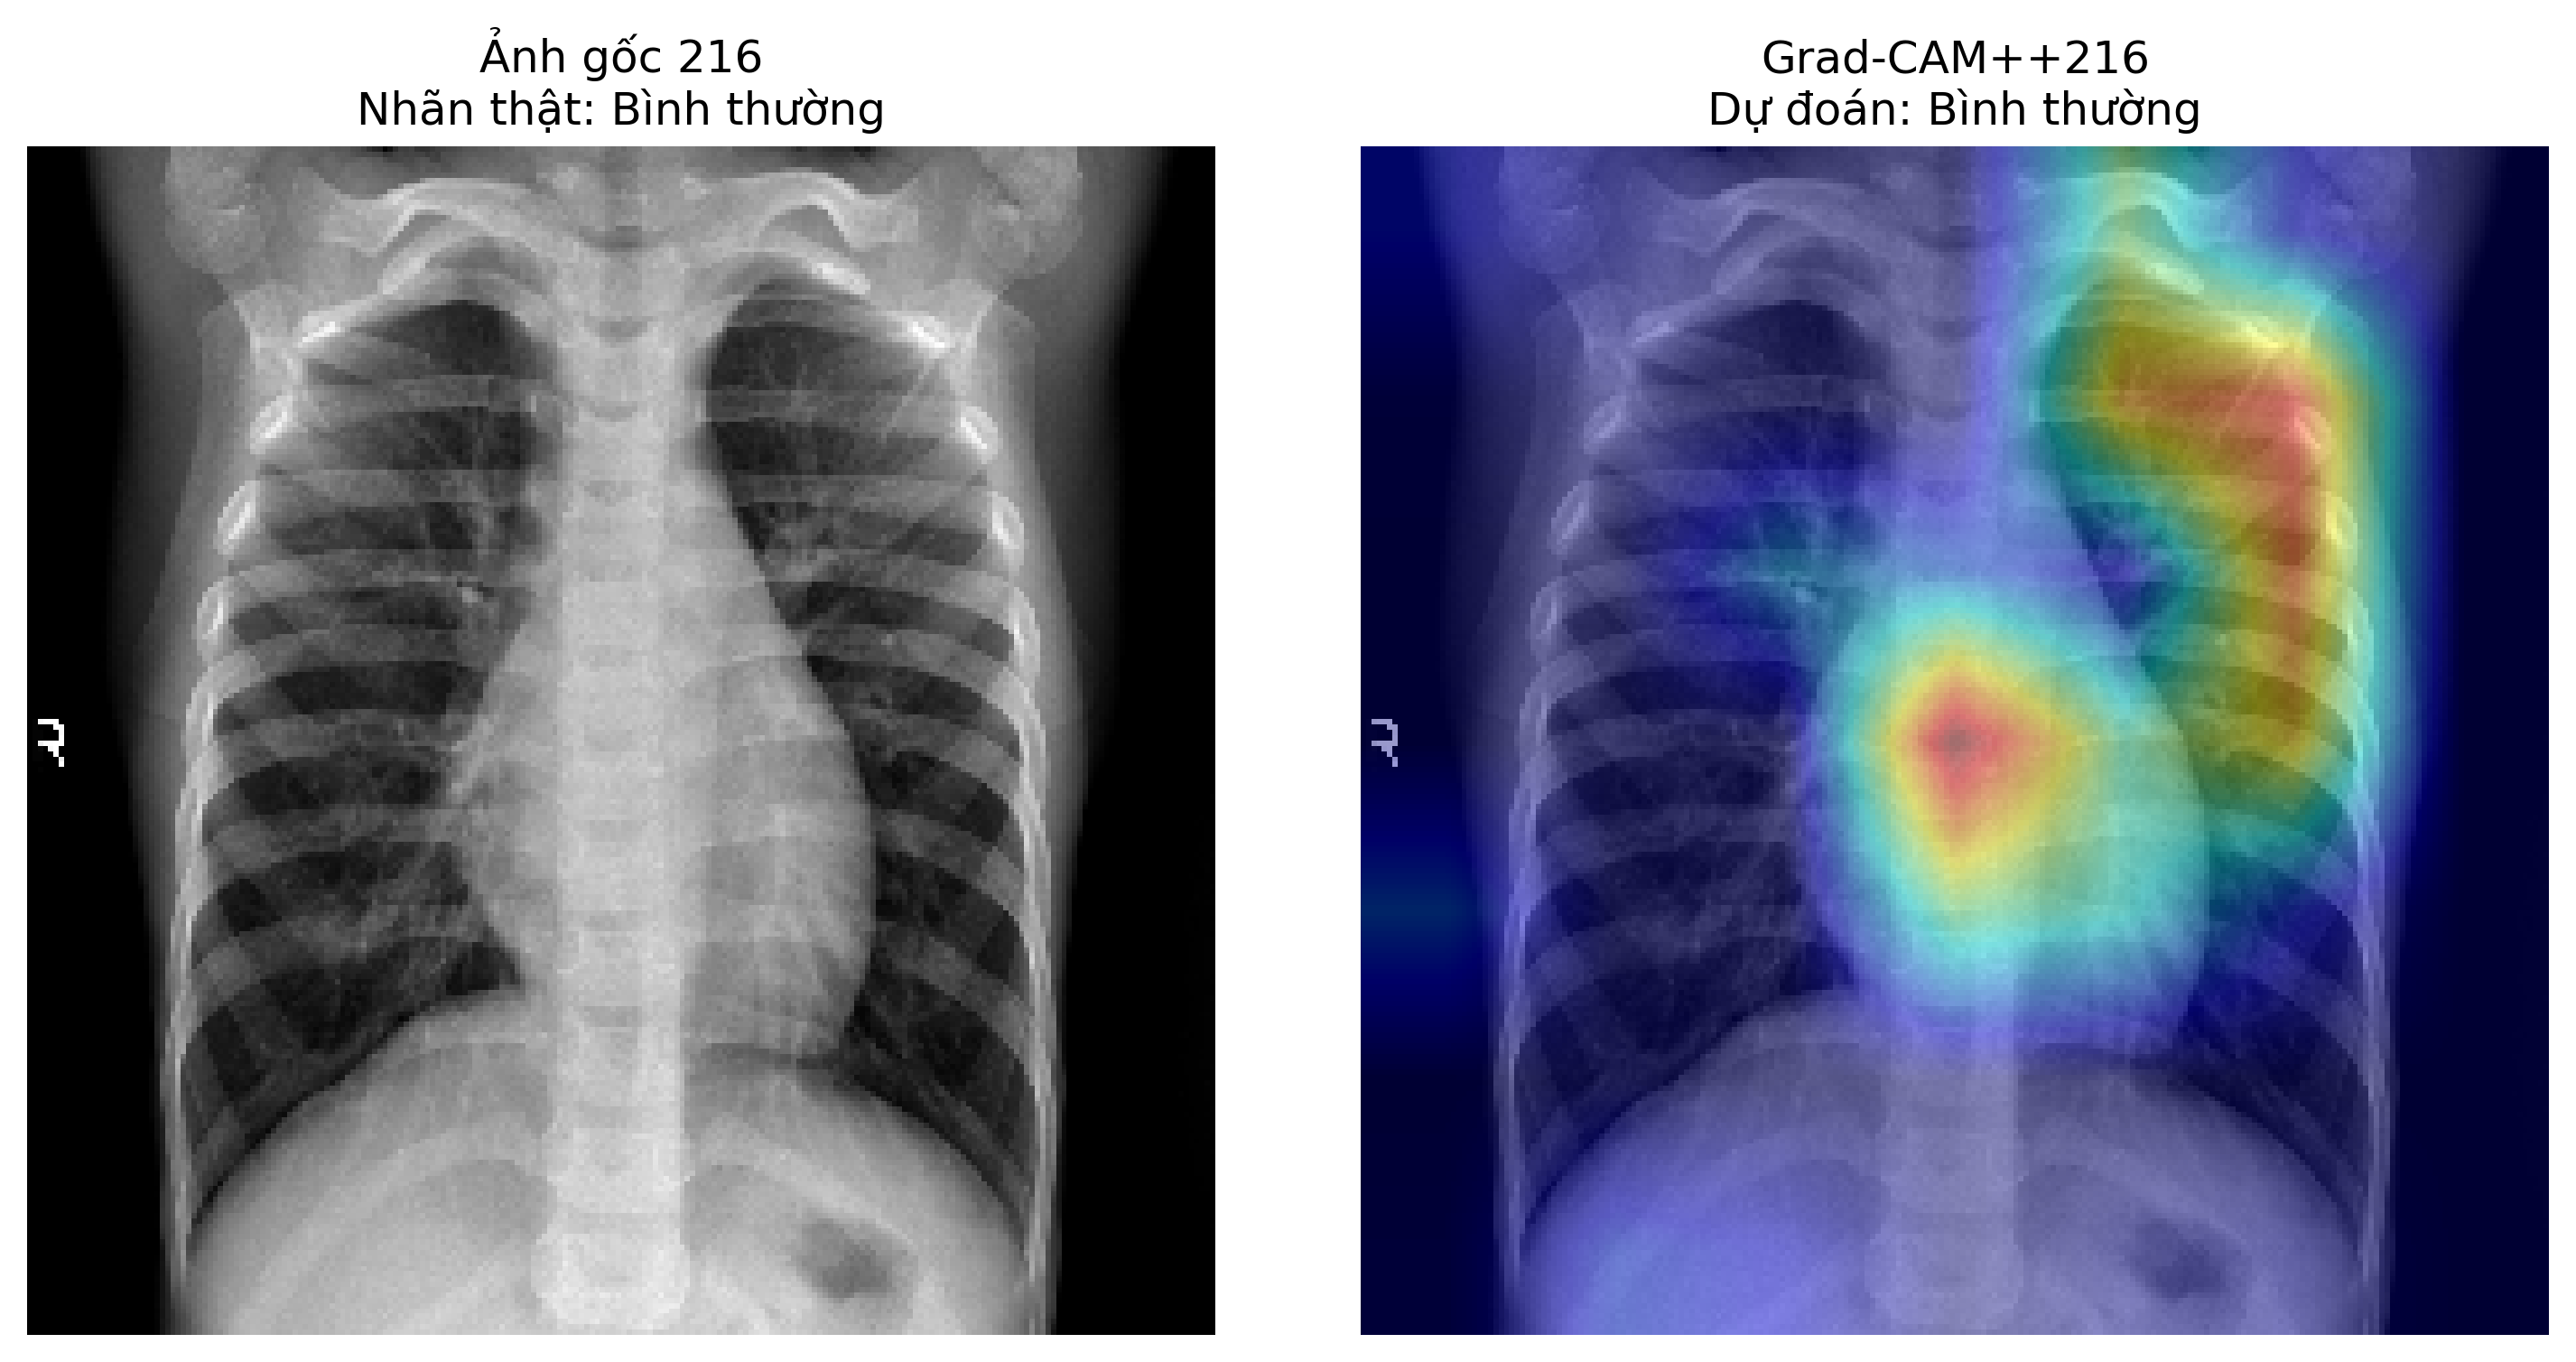 Ảnh gốc 216
Nhãn thật: Bình thường
Grad-CAM++216
Dự đoán: Bình thường
R
R